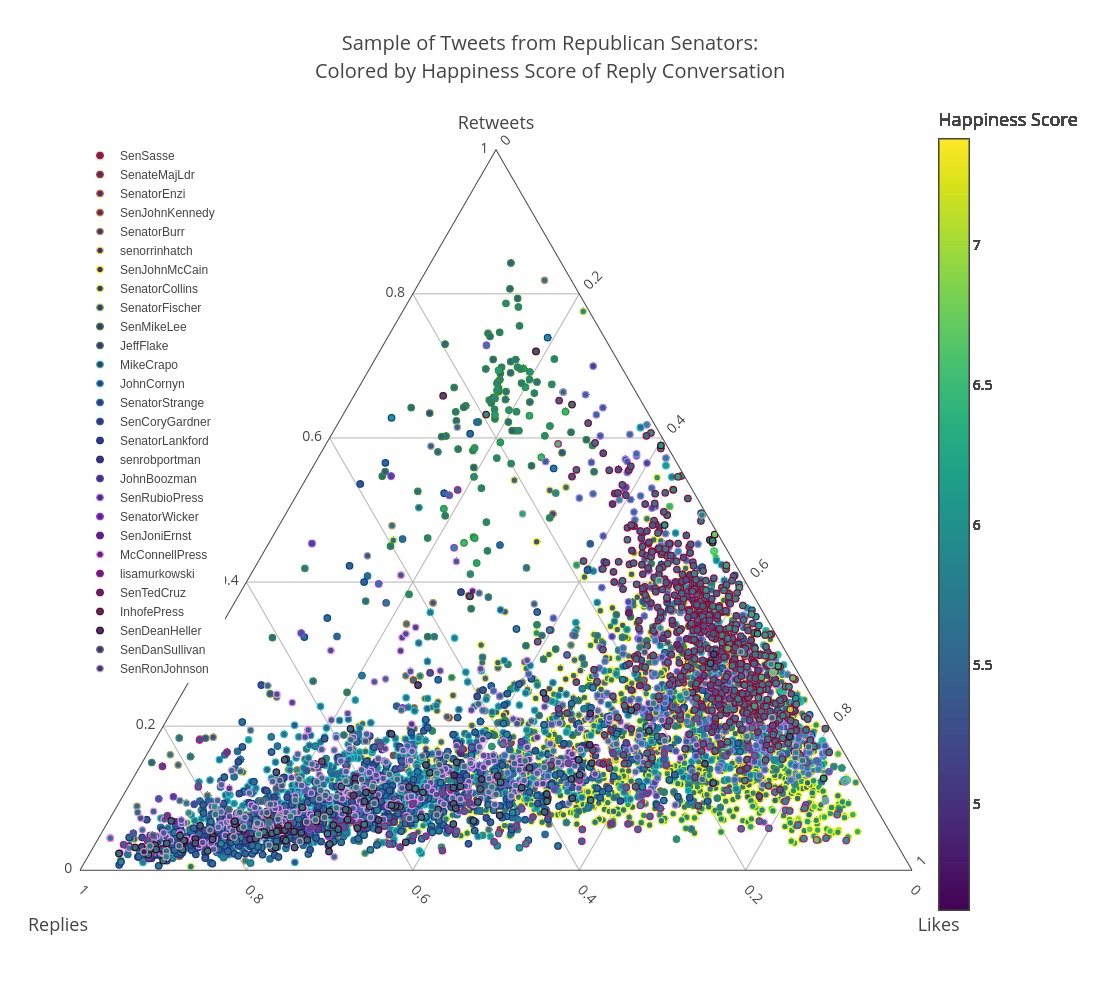 Sample of Tweets from Republican Senators:
Colored by Happiness Score of Reply Conversation
Retweets
Happiness Score
SenSasse
SenateMajLdr
SenatorEnzi
SenJohnKennedy
SenatorBurr
senorrinhatch
SenJohnMcCain
SenatorCollins
SenatorFischer
SenMikeLee
JeffFlake
MikeCrapo
JohnCornyn
SenatorStrange
SenCoryGardner
SenatorLankford
senrobportman
JohnBoozman
SenRubioPress
SenatorWicker
SenJoniErnst
McConnellPress
lisamurkowski
SenTedCruz
InhofePress
SenDeanHeller
SenDanSullivan
SenRonJohnson
1
0.8
0.6
).4
0.2
0
0
0.2
0.4
0.6
0.8
1
1
0.8
0.6
0.4
0.2
0
7
6.5
6
5.5
5
Replies
Likes